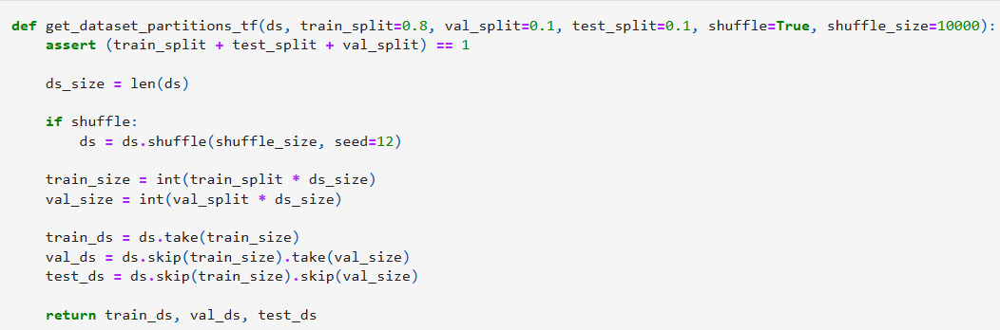 def get_dataset_partitions_tf(ds, train_split=0.8, val_split=0.1, test_split=0.1, shuffle=True, shuffle_size=10000):
    assert (train_split + test_split + val_split) == 1

    ds_size = len(ds)

    if shuffle:
        ds = ds.shuffle(shuffle_size, seed=12)

    train_size = int(train_split * ds_size)
    val_size = int(val_split * ds_size)

    train_ds = ds.take(train_size)
    val_ds = ds.skip(train_size).take(val_size)
    test_ds = ds.skip(train_size).skip(val_size)

    return train_ds, val_ds, test_ds